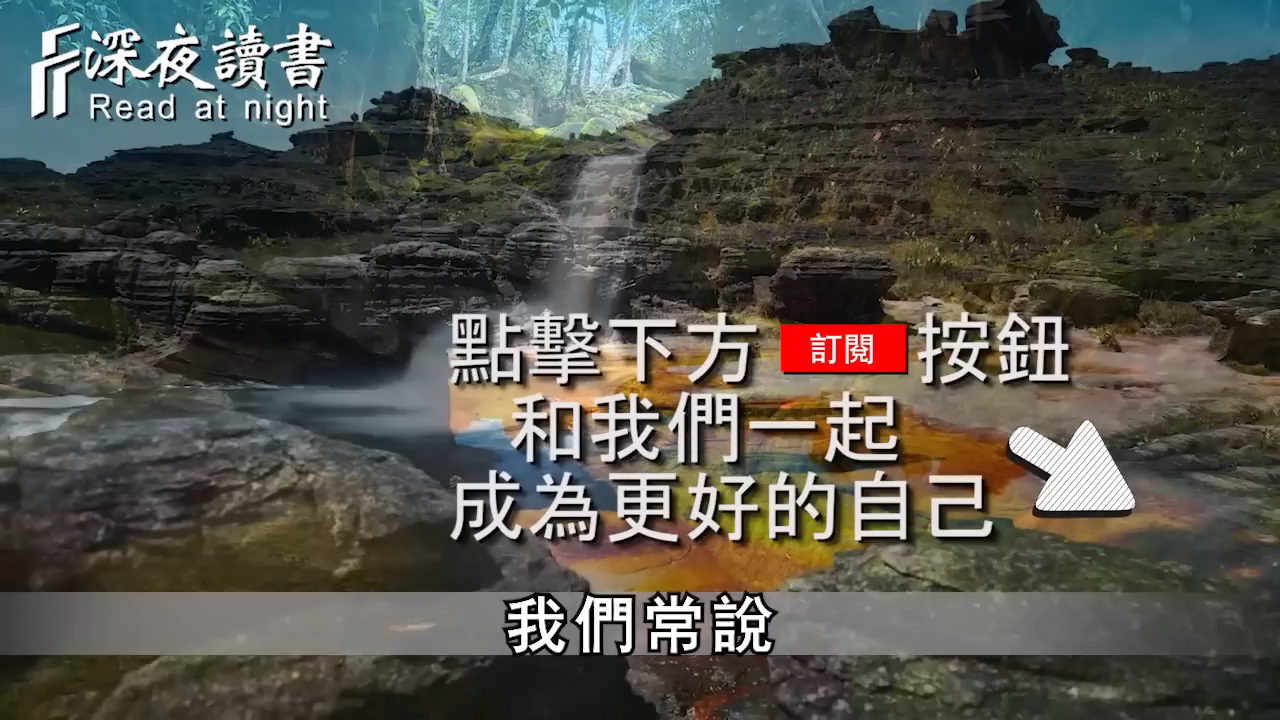 深夜讀書
Read at night
點擊下方 訂閱 按鈕
和我們一起
成為更好的自己
我們常說